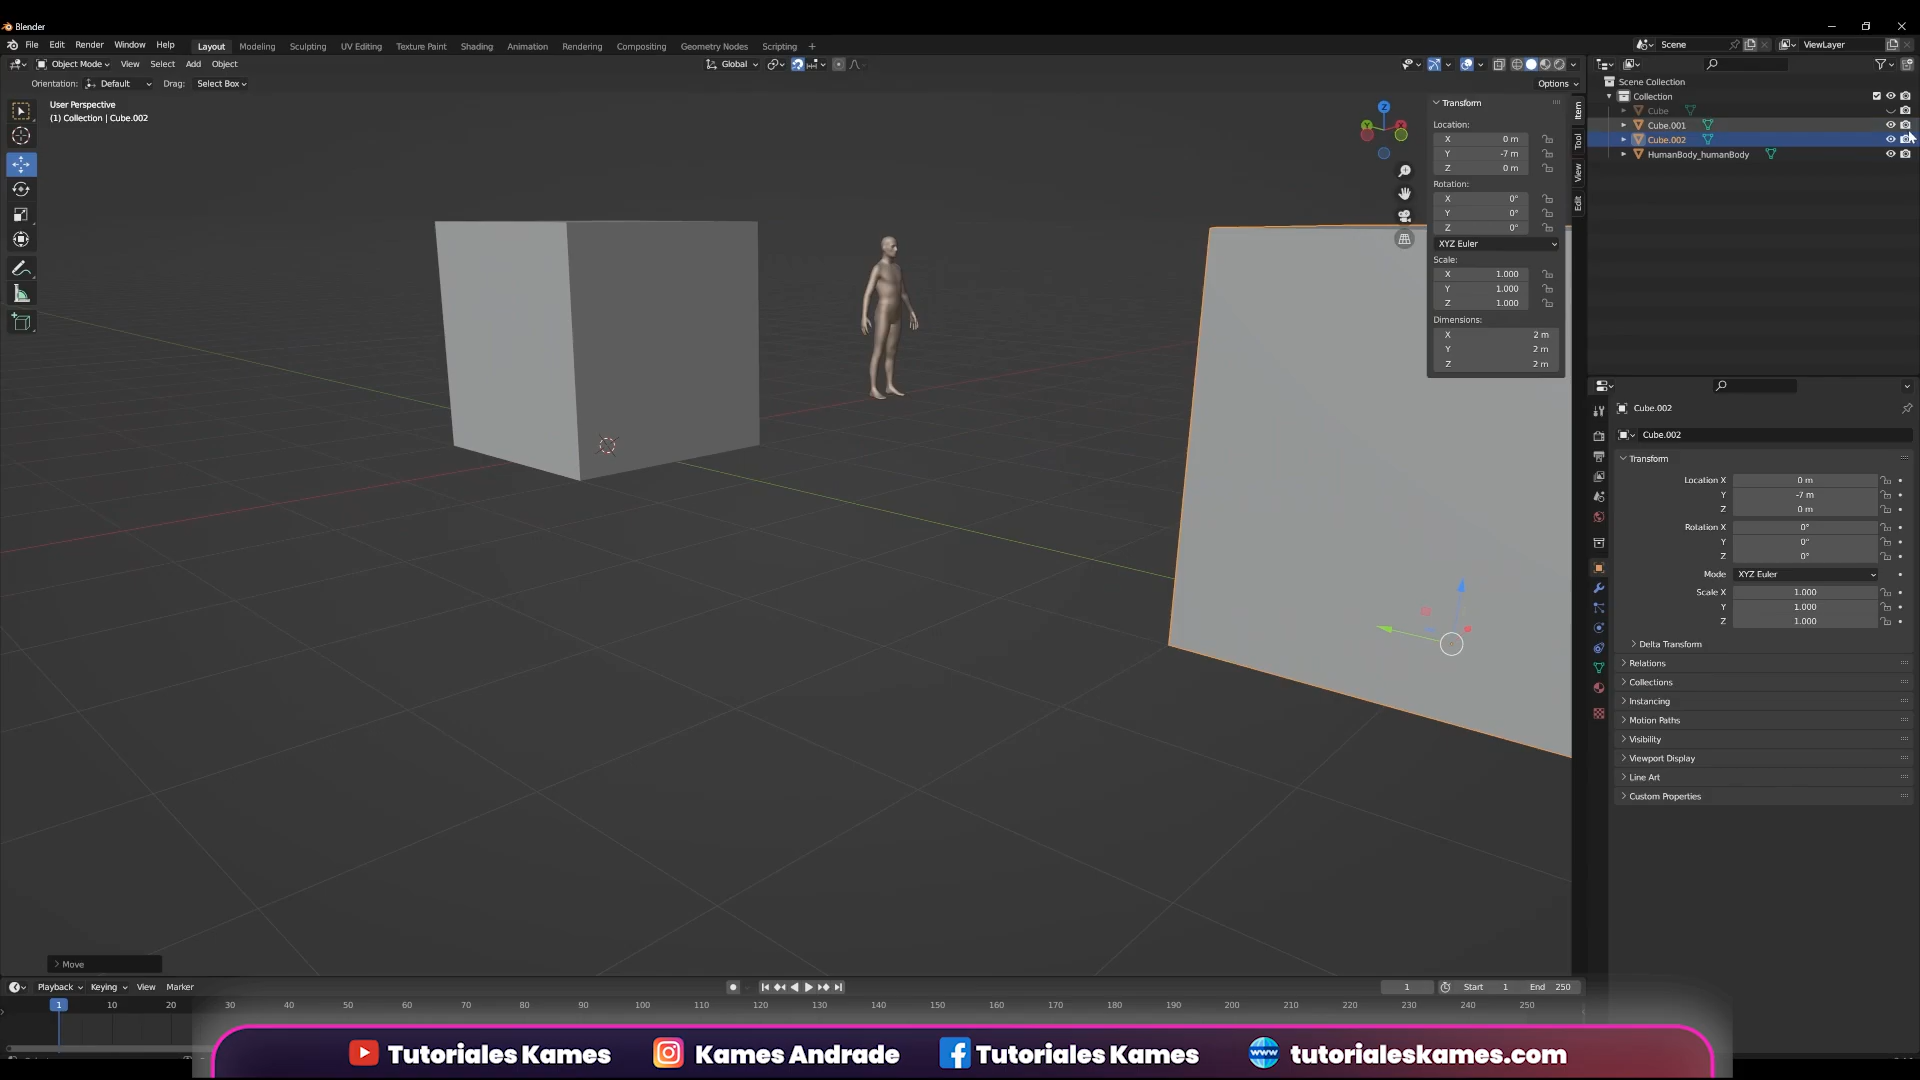 Blender
File Edit Render Window Help Layout Modeling Sculpting UV Editing Texture Paint Shading Animation Rendering Compositing Geometry Nodes Scripting + Scene ViewLayer
Object Mode View Select Add Object Global
Orientation: Default Drag: Select Box Options
User Perspective
(1) Collection | Cube.002
Transform
Location:
X 0 m
Y -7 m
Z 0 m
Rotation:
X 0°
Y 0°
Z 0°
XYZ Euler
Scale:
X 1.000
Y 1.000
Z 1.000
Dimensions:
X 2 m
Y 2 m
Z 2 m
Item
Tool
View
Edit
Z
Y
X
Scene Collection
Collection
Cube
Cube.001
Cube.002
HumanBody_humanBody
Cube.002
Cube.002
Transform
Location X 0 m
Y -7 m
Z 0 m
Rotation X 0°
Y 0°
Z 0°
Mode XYZ Euler
Scale X 1.000
Y 1.000
Z 1.000
Delta Transform
Relations
Collections
Instancing
Motion Paths
Visibility
Viewport Display
Line Art
Custom Properties
Move
Playback Keying View Marker 1 Start 1 End 250
1 10 20 30 40 50 60 70 80 90 100 110 120 130 140 150 160 170 180 190 200 210 220 230 240 250
Tutoriales Kames Kames Andrade Tutoriales Kames www tutorialeskames.com